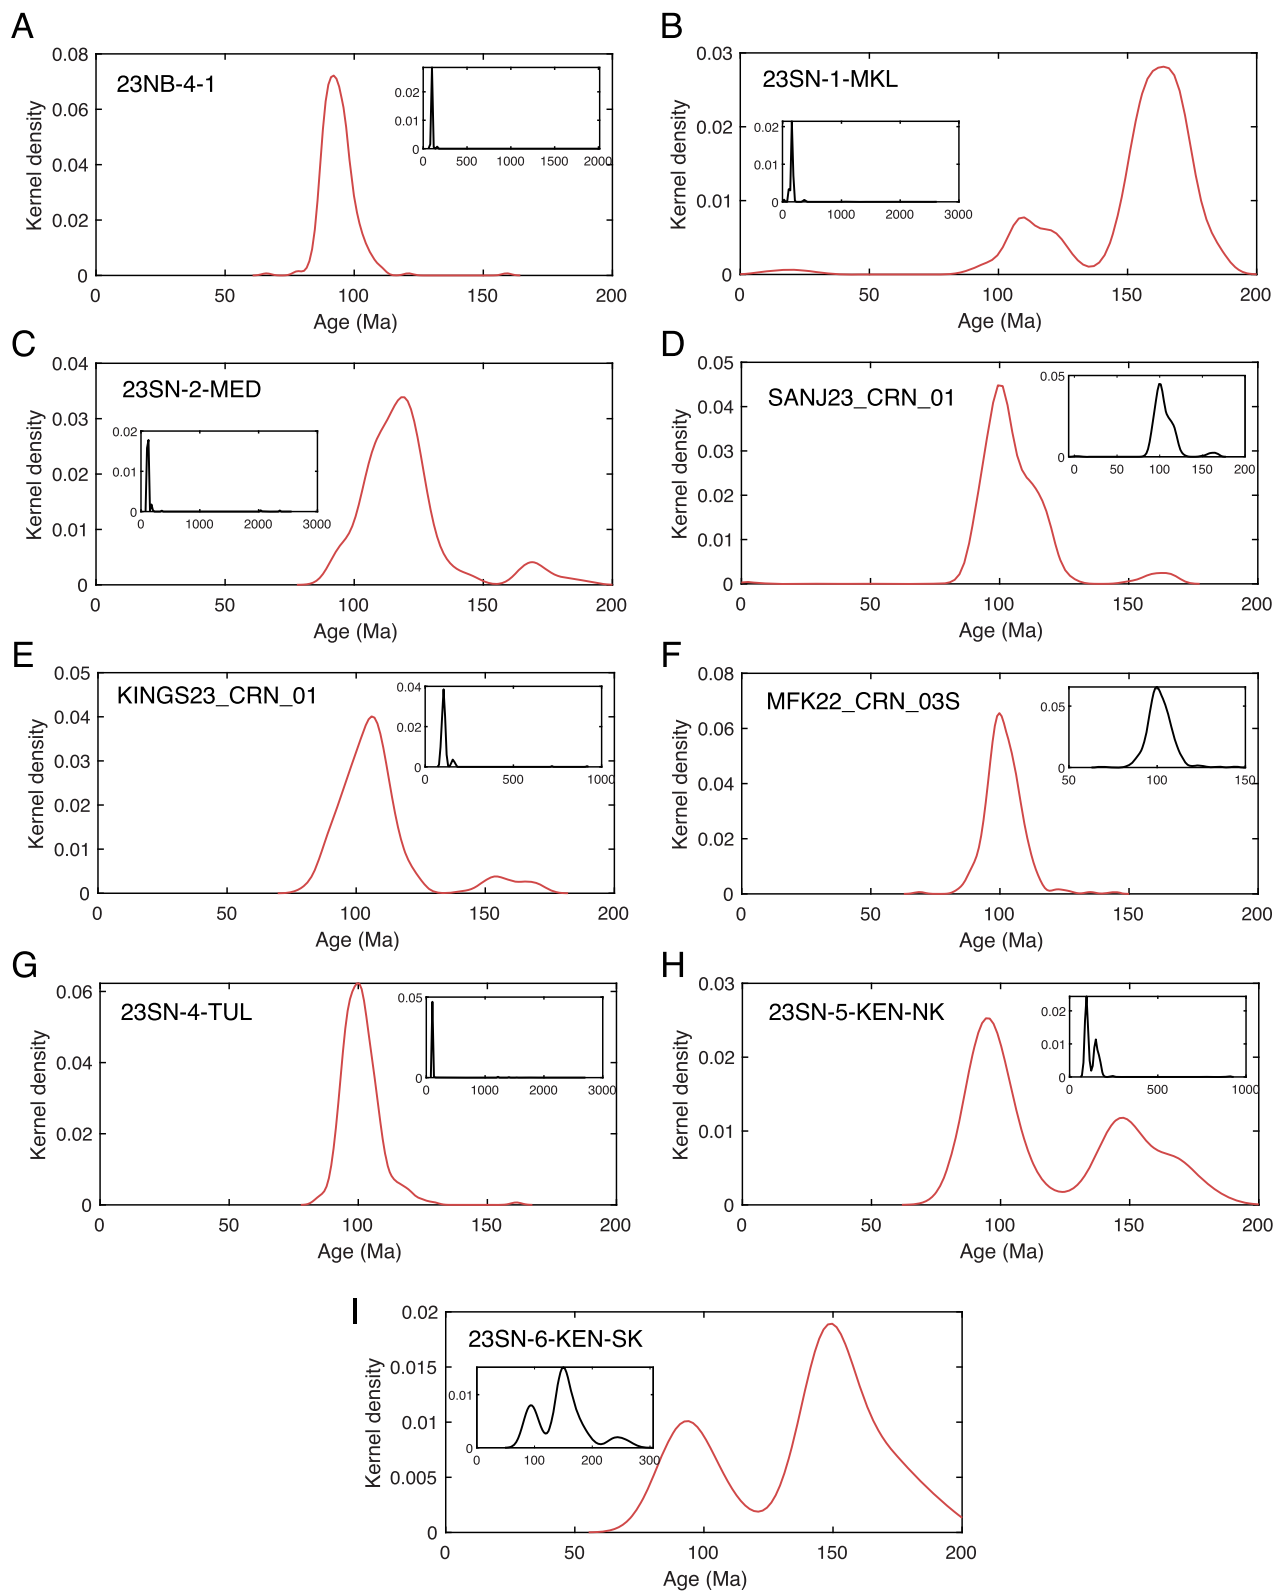 A
B
0.08
0.06
0.04
0.02
0
Kernel density
23NB-4-1
0.02
0.01
0
0 500 1000 1500 2000
0 50 100 150 200
Age (Ma)
0.03
0.02
0.01
0
Kernel density
23SN-1-MKL
0.02
0.01
0
0 1000 2000 3000
0 50 100 150 200
Age (Ma)
C
D
0.04
0.03
0.02
0.01
0
Kernel density
23SN-2-MED
0.02
0.01
0
0 1000 2000 3000
0 50 100 150 200
Age (Ma)
0.05
0.04
0.03
0.02
0.01
0
Kernel density
SANJ23_CRN_01
0.05
0
0 50 100 150 200
0 50 100 150 200
Age (Ma)
E
F
0.05
0.04
0.03
0.02
0.01
0
Kernel density
KINGS23_CRN_01
0.04
0.02
0
0 500 1000
0 50 100 150 200
Age (Ma)
0.08
0.06
0.04
0.02
0
Kernel density
MFK22_CRN_03S
0.05
0
50 100 150
0 50 100 150 200
Age (Ma)
G
H
0.06
0.04
0.02
0
Kernel density
23SN-4-TUL
0.05
0
0 1000 2000 3000
0 50 100 150 200
Age (Ma)
0.03
0.02
0.01
0
Kernel density
23SN-5-KEN-NK
0.02
0.01
0
0 500 1000
0 50 100 150 200
Age (Ma)
I
0.02
0.015
0.01
0.005
0
Kernel density
23SN-6-KEN-SK
0.01
0
0 100 200 300
0 50 100 150 200
Age (Ma)